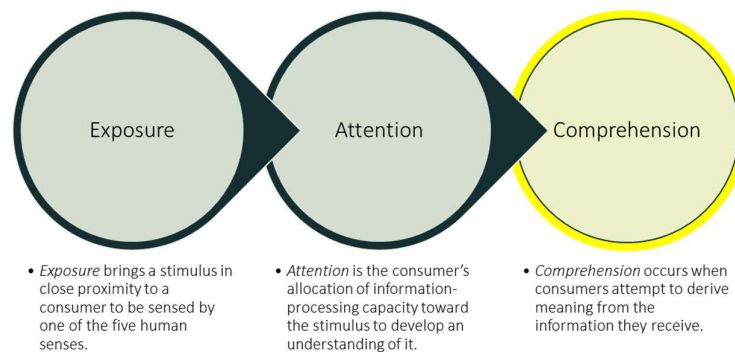 Exposure
Attention
Comprehension
• Exposure brings a stimulus in
close proximity to a
consumer to be sensed by
one of the five human
senses.
• Attention is the consumer's
allocation of information-
processing capacity toward
the stimulus to develop an
understanding of it.
• Comprehension occurs when
consumers attempt to derive
meaning from the
information they receive.